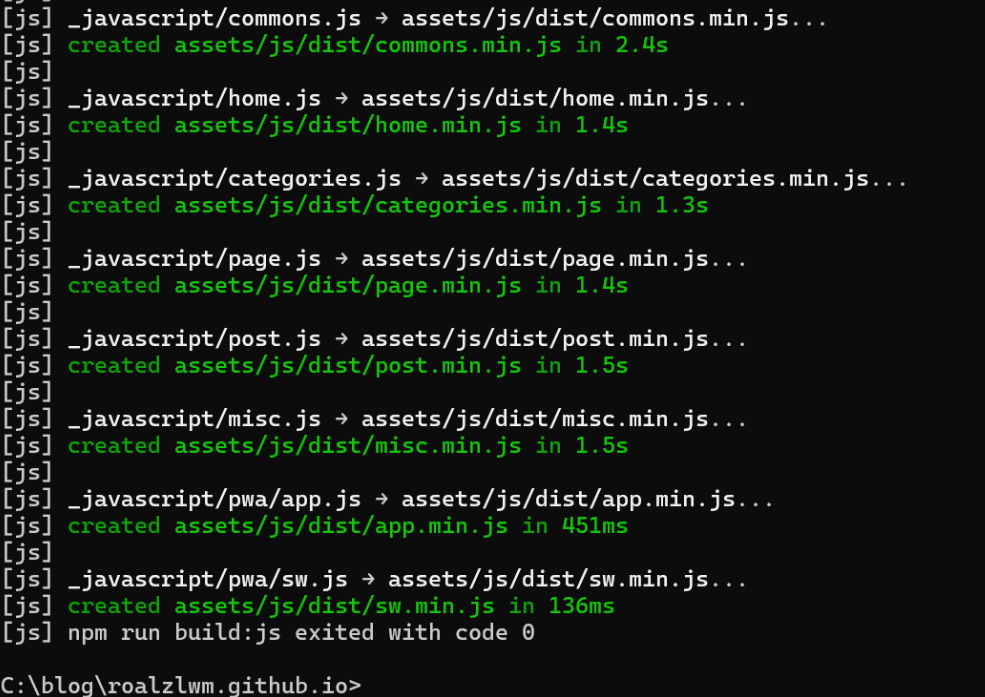 [js] _javascript/commons.js → assets/js/dist/commons.min.js...
[js] created assets/js/dist/commons.min.js in 2.4s
[js]
[js] _javascript/home.js → assets/js/dist/home.min.js...
[js] created assets/js/dist/home.min.js in 1.4s
[js]
[js] _javascript/categories.js → assets/js/dist/categories.min.js...
[js] created assets/js/dist/categories.min.js in 1.3s
[js]
[js] _javascript/page.js → assets/js/dist/page.min.js...
[js] created assets/js/dist/page.min.js in 1.4s
[js]
[js] _javascript/post.js → assets/js/dist/post.min.js...
[js] created assets/js/dist/post.min.js in 1.5s
[js]
[js] _javascript/misc.js → assets/js/dist/misc.min.js...
[js] created assets/js/dist/misc.min.js in 1.5s
[js]
[js] _javascript/pwa/app.js → assets/js/dist/app.min.js...
[js] created assets/js/dist/app.min.js in 451ms
[js]
[js] _javascript/pwa/sw.js → assets/js/dist/sw.min.js...
[js] created assets/js/dist/sw.min.js in 136ms
[js] npm run build:js exited with code 0
C:\blog\roalzlwm.github.io>